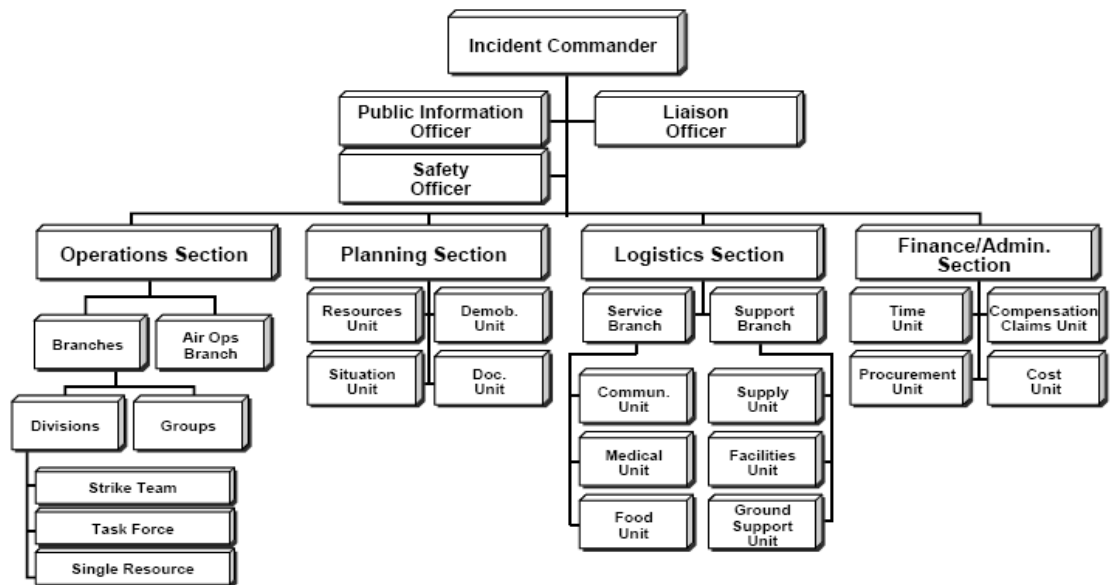 Incident Commander
Public Information
Officer
Liaison
Officer
Safety
Officer
Operations Section
Planning Section
Logistics Section
Finance/Admin.
Section
Branches
Air Ops
Branch
Divisions
Groups
Strike Team
Task Force
Single Resource
Resources
Unit
Demob.
Unit
Situation
Unit
Doc.
Unit
Service
Branch
Support
Branch
Commun.
Unit
Supply
Unit
Medical
Unit
Facilities
Unit
Food
Unit
Ground
Support
Unit
Time
Unit
Compensation
Claims Unit
Procurement
Unit
Cost
Unit